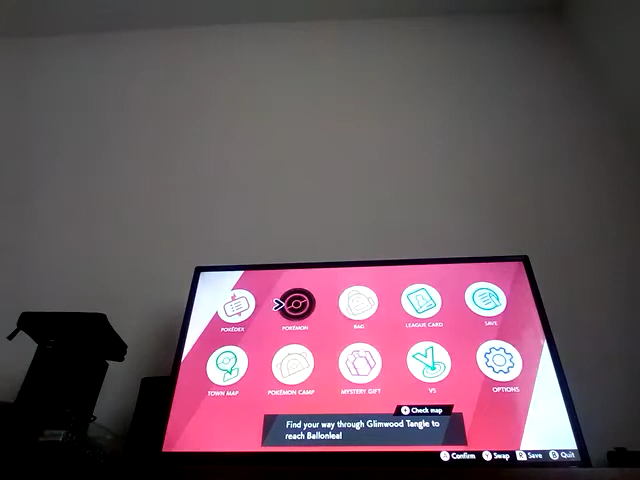 POKÉDEX
POKÉMON
BAG
LEAGUE CARD
SAVE
TOWN MAP
POKÉMON CAMP
MYSTERY GIFT
VS
OPTIONS
+ Check map
Find your way through Glimwood Tangle to
reach Ballonlea!
A Confirm Y Swap R Save B Quit